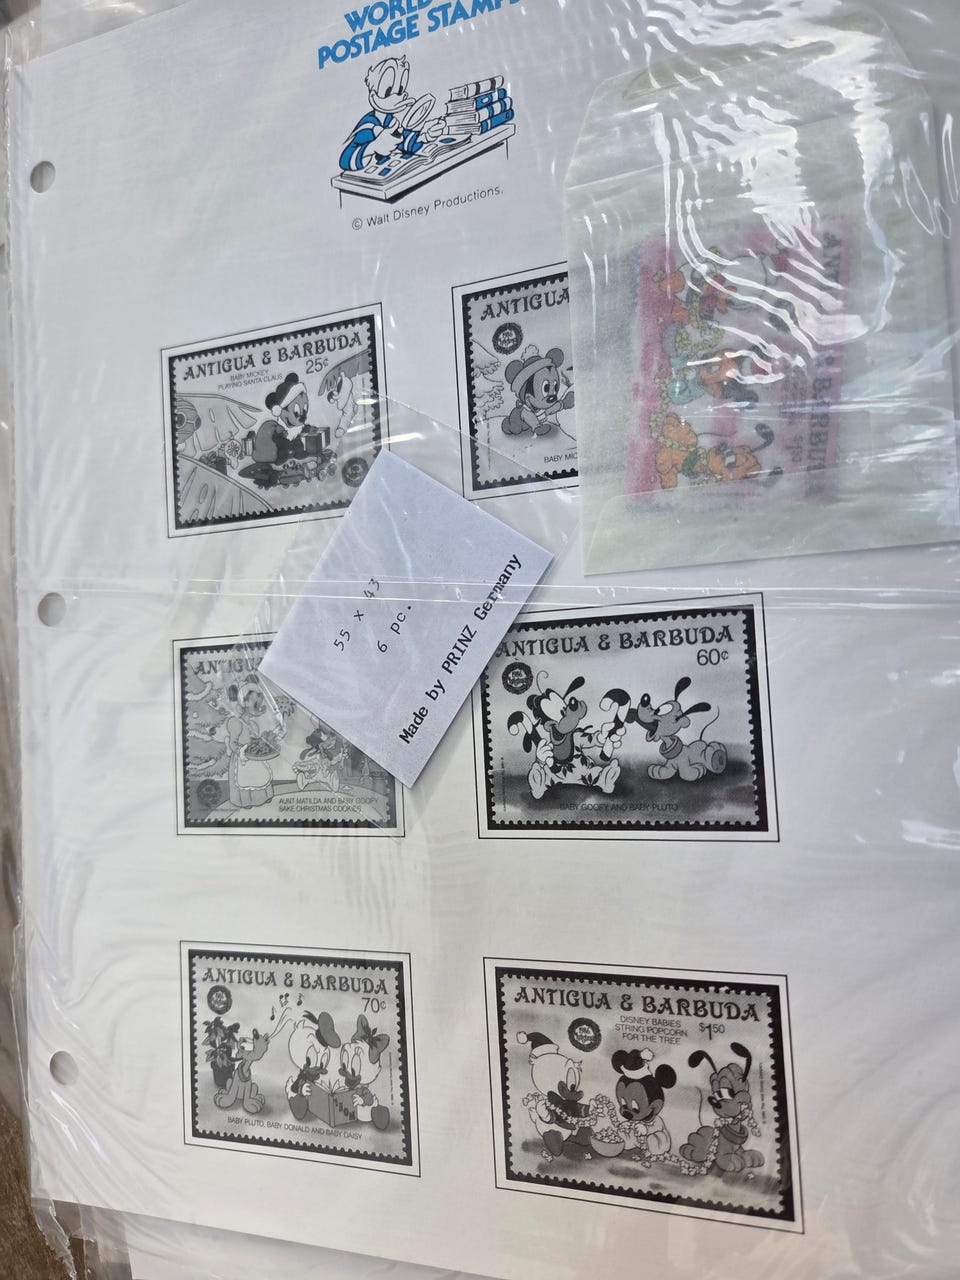 WORLD
POSTAGE STAMPS
© Walt Disney Productions.
ANTIGUA & BARBUDA
25¢
BABY MICKEY
PLAYING SANTA CLAUS
ANTIGUA
BABY
55 x 43
6 pc.
Made by PRINZ Germany
AUNT MATILDA AND BABY GOOFY
BAKE CHRISTMAS COOKIES
ANTIGUA & BARBUDA
60¢
BABY GOOFY AND BABY PLUTO
ANTIGUA & BARBUDA
70¢
BABY PLUTO, BABY DONALD AND BABY DAISY
ANTIGUA & BARBUDA
DISNEY BABIES
STRING POPCORN
FOR THE TREE
$1.50